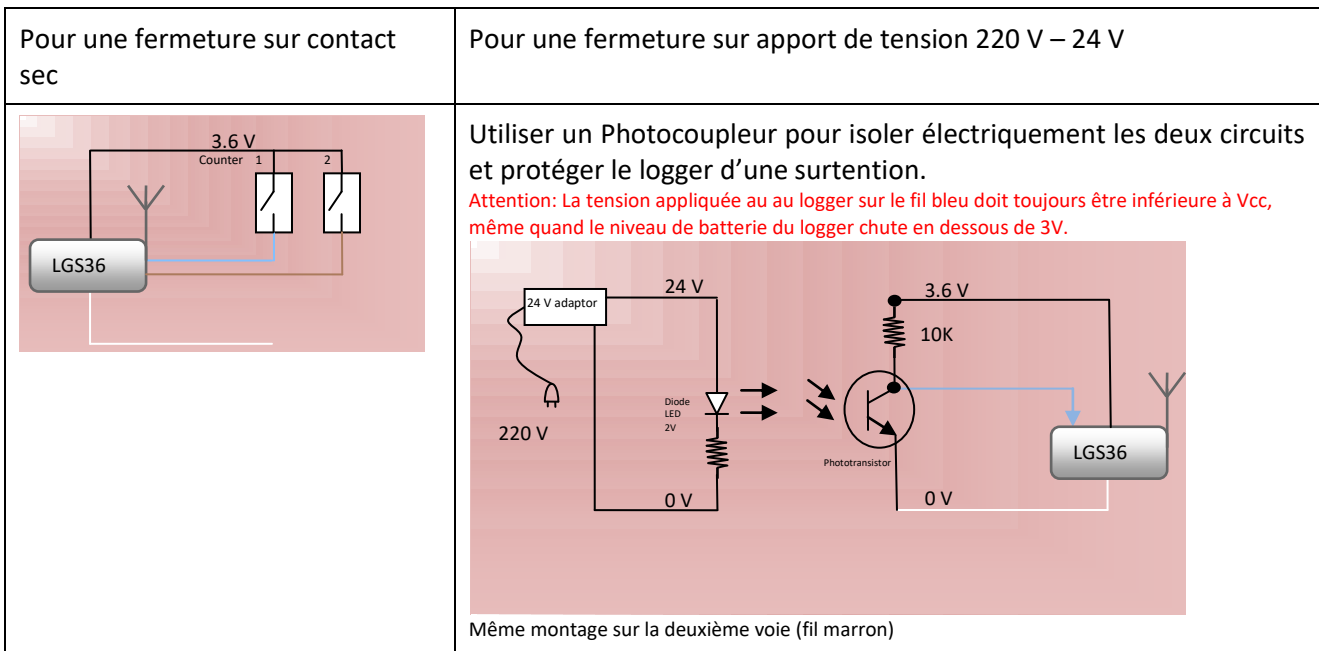 Pour une fermeture sur contact
sec
Pour une fermeture sur apport de tension 220 V – 24 V
3.6 V
Counter 1 2
LGS36
Utiliser un Photocoupleur pour isoler électriquement les deux circuits
et protéger le logger d’une surtention.
Attention: La tension appliquée au au logger sur le fil bleu doit toujours être inférieure à Vcc,
même quand le niveau de batterie du logger chute en dessous de 3V.
24 V
3.6 V
24 V adaptor
10K
Diode
LED
2V
220 V
Phototransistor
LGS36
0 V
0 V
Même montage sur la deuxième voie (fil marron)